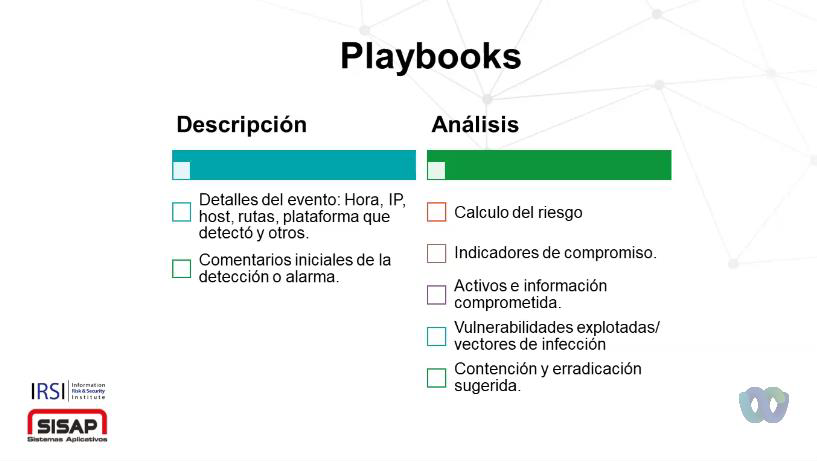 Playbooks
Descripción
Detalles del evento: Hora, IP,
host, rutas, plataforma que
detectó y otros.
Comentarios iniciales de la
detección o alarma.
Análisis
Calculo del riesgo
Indicadores de compromiso.
Activos e información
comprometida.
Vulnerabilidades explotadas/
vectores de infección
Contención y erradicación
sugerida.
IRSI
Information
Risk & Security
Institute
SISAP
Sistemas Aplicativos